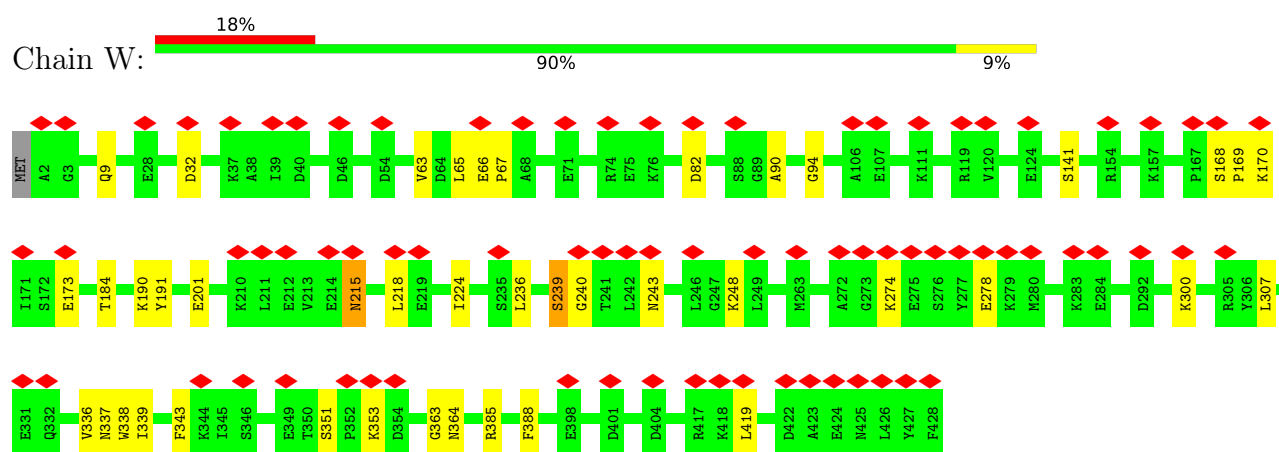 18%
Chain W:
90% 9%
MET A2 G3 Q9 E28 D32 K37 A38 I39 D40 D46 D54 V63 D64 L65 E66 P67 A68 E71 R74 E75 K76 D82 S88 G89 A90 G94 A106 E107 K111 R119 V120 E124 S141 R154 K157 P167 S168 P169 K170
I171 S172 E173 T184 K190 Y191 E201 K210 L211 E212 V213 E214 N215 L218 E219 I224 S235 L236 S239 G240 T241 L242 N243 L246 G247 K248 L249 M263 A272 G273 K274 E275 S276 Y277 E278 K279 M280 K283 E284 D292 K300 R305 Y306 L307
E331 Q332 V336 N337 W338 I339 F343 K344 I345 S346 E349 T350 S351 P352 K353 D354 G363 N364 R385 F388 E398 D401 D404 R417 K418 L419 D422 A423 E424 N425 L426 Y427 F428